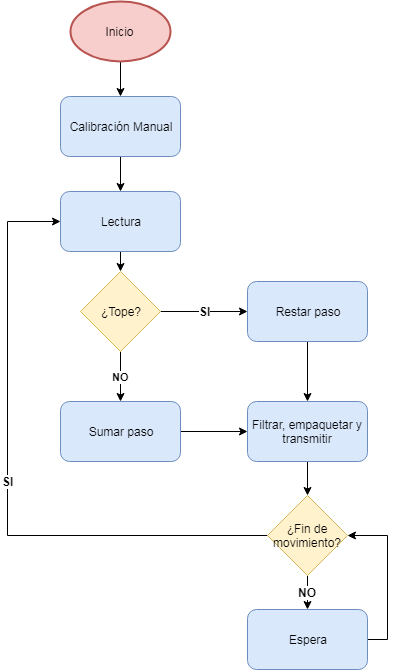 Inicio
Calibración Manual
Lectura
¿Tope?
SI
Restar paso
NO
Sumar paso
Filtrar, empaquetar y
transmitir
SI
¿Fin de
movimiento?
NO
Espera